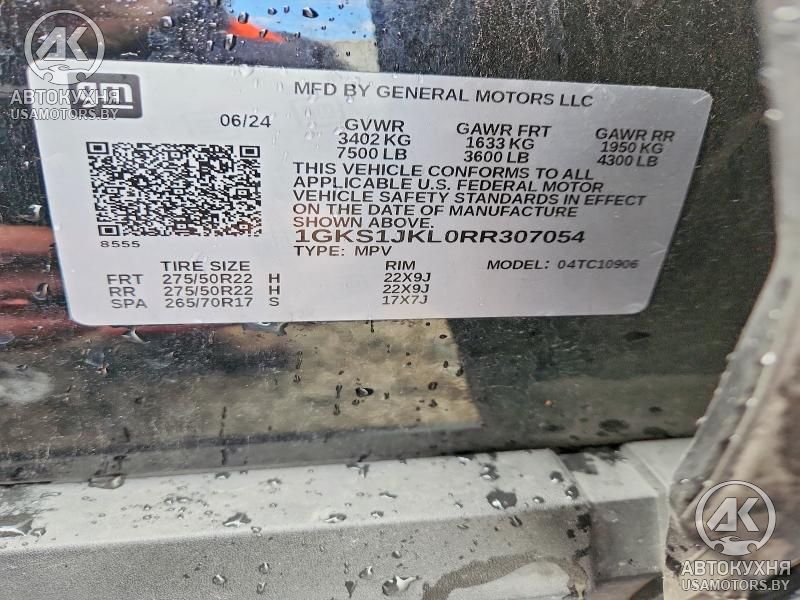 АК
АВТОКУХНЯ
USAMOTORS.BY
gm
MFD BY GENERAL MOTORS LLC
06/24
GVWR GAWR FRT GAWR RR
3402 KG 1633 KG 1950 KG
7500 LB 3600 LB 4300 LB
THIS VEHICLE CONFORMS TO ALL
APPLICABLE U.S. FEDERAL MOTOR
VEHICLE SAFETY STANDARDS IN EFFECT
ON THE DATE OF MANUFACTURE
SHOWN ABOVE.
8555
1GKS1JKL0RR307054
TYPE: MPV MODEL: 04TC10906
TIRE SIZE RIM
FRT 275/50R22 H 22X9J
RR 275/50R22 H 22X9J
SPA 265/70R17 S 17X7J
АК
АВТОКУХНЯ
USAMOTORS.BY